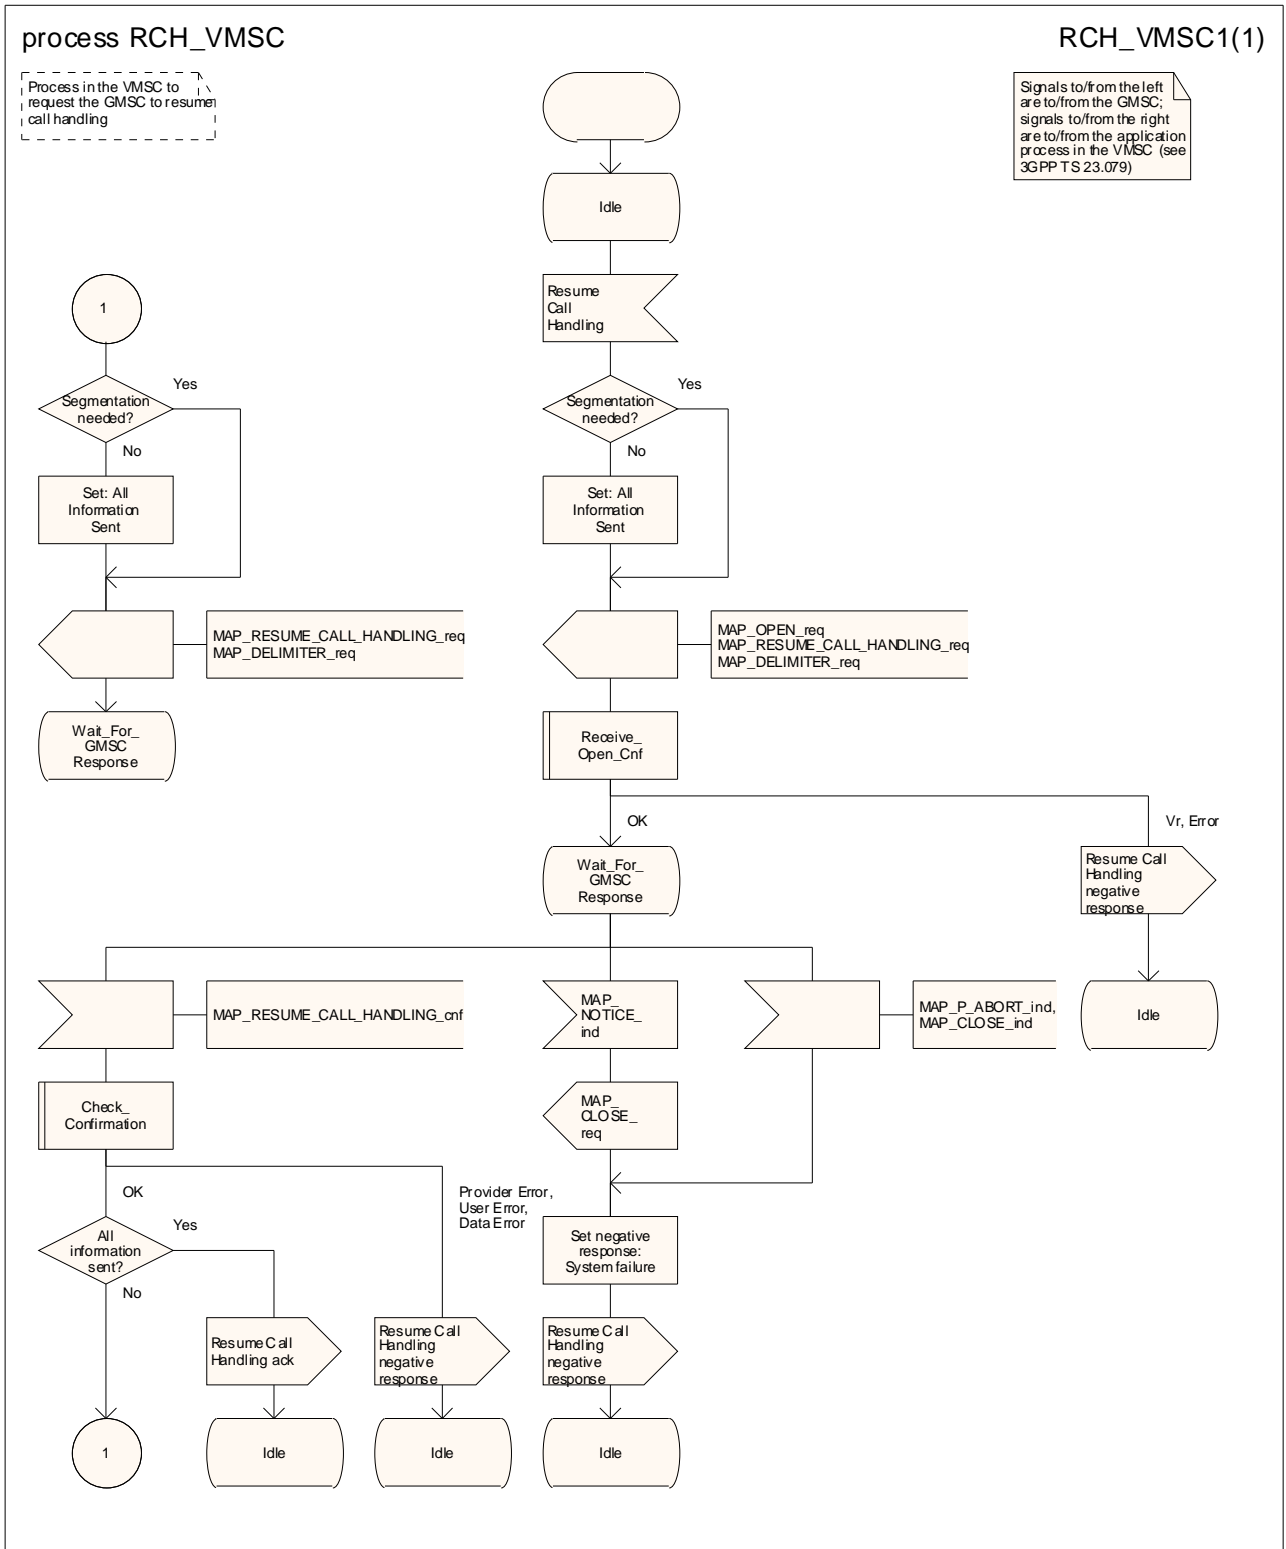 process RCH_VMSC
RCH_VMSC1(1)
Process in the VMSC to
request the GMSC to resume
call handling
Signals to/from the left
are to/from the GMSC;
signals to/from the right
are to/from the application
process in the VMSC (see
3GPP TS 23.079)
Idle
Resume
Call
Handling
1
Segmentation
needed?
Yes
No
Set: All
Information
Sent
Segmentation
needed?
Yes
No
Set: All
Information
Sent
MAP_RESUME_CALL_HANDLING_req
MAP_DELIMITER_req
MAP_OPEN_req
MAP_RESUME_CALL_HANDLING_req
MAP_DELIMITER_req
Wait_For_
GMSC
Response
Receive_
Open_Cnf
OK
Vr, Error
Wait_For_
GMSC
Response
Resume Call
Handling
negative
response
MAP_RESUME_CALL_HANDLING_cnf
MAP_
NOTICE_
ind
MAP_P_ABORT_ind,
MAP_CLOSE_ind
Idle
Check_
Confirmation
MAP_
CLOSE_
req
OK
Provider Error,
User Error,
Data Error
All
information
sent?
Yes
No
Set negative
response:
System failure
Resume Call
Handling ack
Resume Call
Handling
negative
response
Resume Call
Handling
negative
response
1
Idle
Idle
Idle